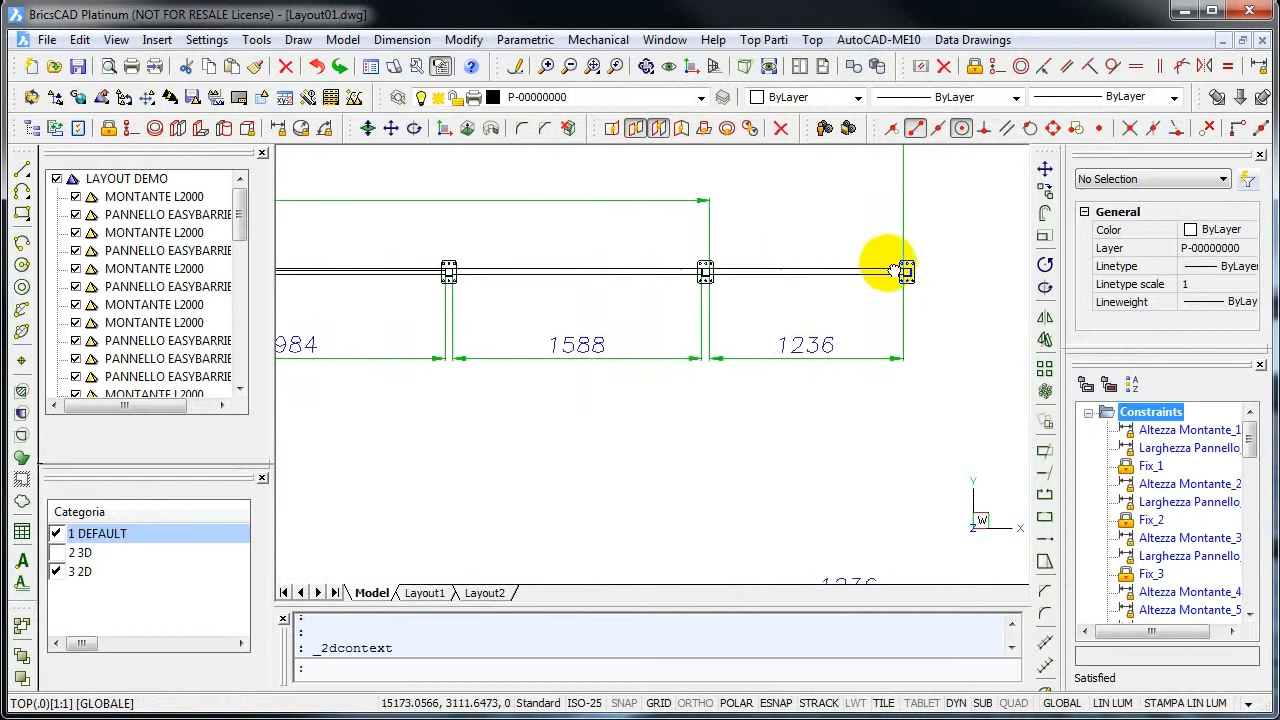 BricsCAD Platinum (NOT FOR RESALE License) - [Layout01.dwg]
File Edit View Insert Settings Tools Draw Model Dimension Modify Parametric Mechanical Window Help Top Parti Top AutoCAD-ME10 Data Drawings
P-00000000 ByLayer ByLayer ByLayer
LAYOUT DEMO
MONTANTE L2000
PANNELLO EASYBARRIE
MONTANTE L2000
PANNELLO EASYBARRIE
MONTANTE L2000
PANNELLO EASYBARRIE
MONTANTE L2000
MONTANTE L2000
PANNELLO EASYBARRIE
PANNELLO EASYBARRIE
PANNELLO EASYBARRIE
MONTANTE L2000
Categoria
1 DEFAULT
2 3D
3 2D
984 1588 1236
Y
W
Z X
1236
Model Layout1 Layout2
:
:
: _2dcontext
:
No Selection
General
Color ByLayer
Layer P-00000000
Linetype ByLayer
Linetype scale 1
Lineweight ByLay
Constraints
Altezza Montante_1
Larghezza Pannello_
Fix_1
Altezza Montante_2
Larghezza Pannello_
Fix_2
Altezza Montante_3
Larghezza Pannello_
Fix_3
Altezza Montante_4
Altezza Montante_5
Satisfied
TOP(.0)[1:1] [GLOBALE] 15173.0566, 3111.6473, 0 Standard ISO-25 SNAP GRID ORTHO POLAR ESNAP STRACK LWT TILE TABLET DYN SUB QUAD GLOBAL LIN LUM STAMPA LIN LUM